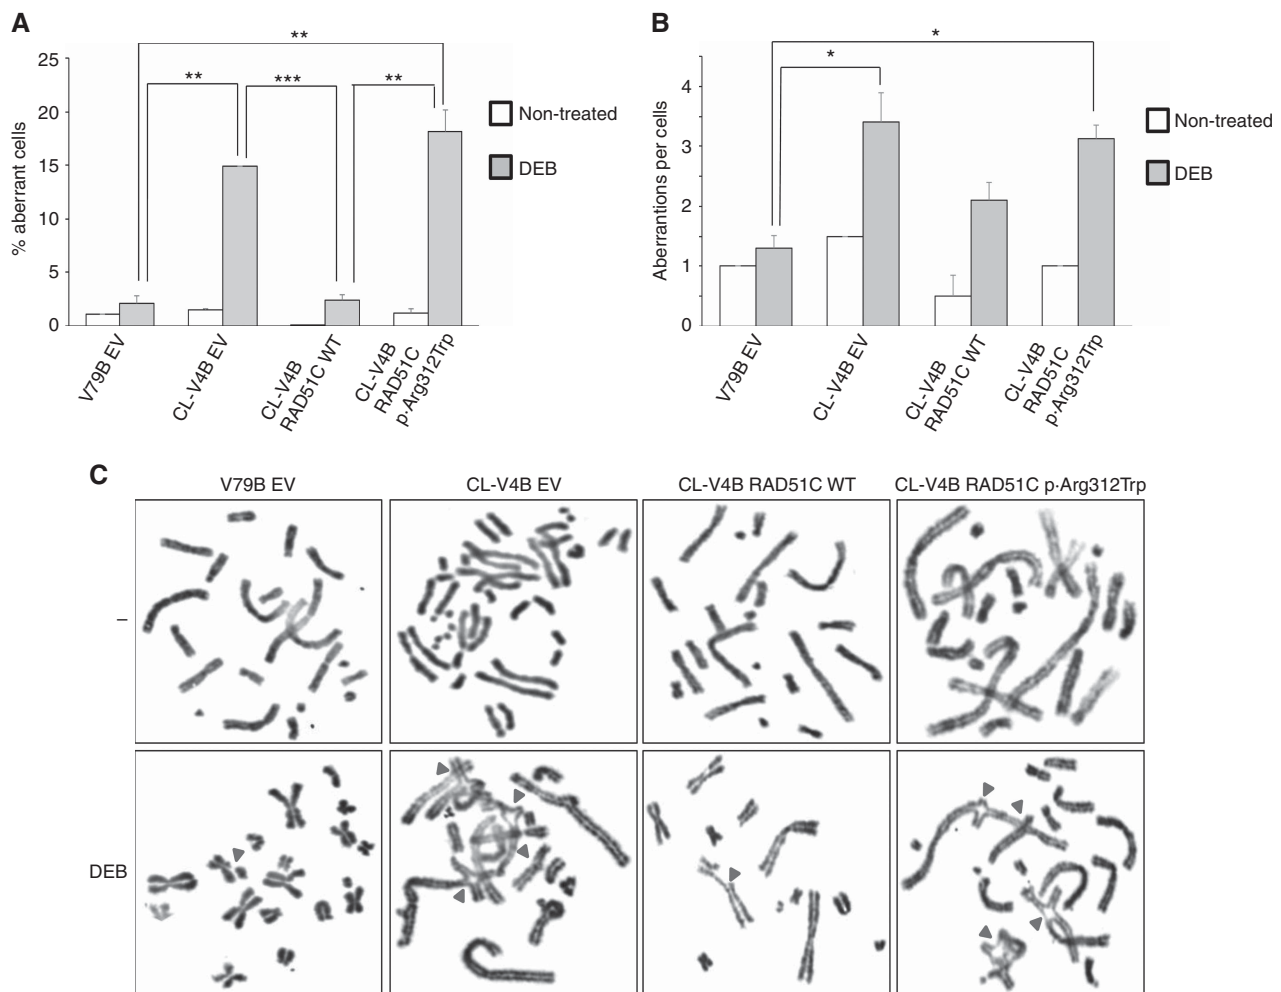 A
B
**
**
***
**
25
20
15
10
5
0
% aberrant cells
Non-treated
DEB
V79B EV
CL-V4B EV
CL-V4B
RAD51C WT
CL-V4B
RAD51C
p·Arg312Trp
*
*
4
3
2
1
0
Aberrantions per cells
Non-treated
DEB
V79B EV
CL-V4B EV
CL-V4B
RAD51C WT
CL-V4B
RAD51C
p·Arg312Trp
C
V79B EV
CL-V4B EV
CL-V4B RAD51C WT
CL-V4B RAD51C p·Arg312Trp
–
DEB